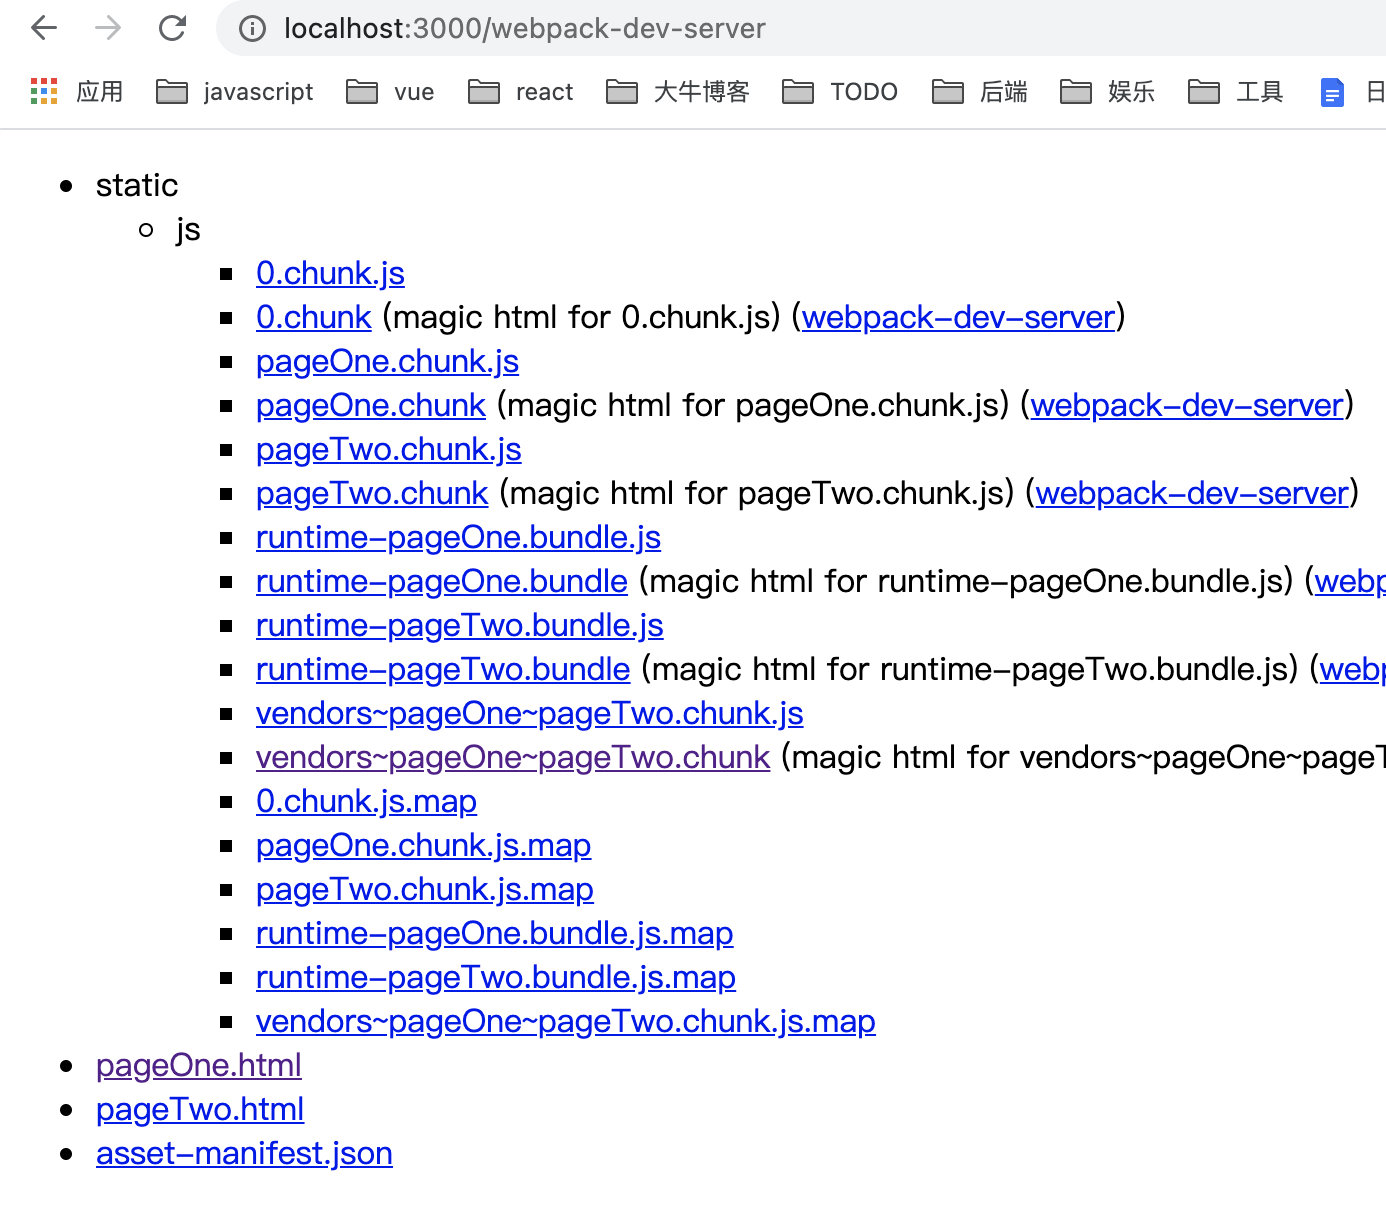 localhost:3000/webpack-dev-server
应用 javascript vue react 大牛博客 TODO 后端 娱乐 工具 日
static
js
0.chunk.js
0.chunk (magic html for 0.chunk.js) (webpack-dev-server)
pageOne.chunk.js
pageOne.chunk (magic html for pageOne.chunk.js) (webpack-dev-server)
pageTwo.chunk.js
pageTwo.chunk (magic html for pageTwo.chunk.js) (webpack-dev-server)
runtime-pageOne.bundle.js
runtime-pageOne.bundle (magic html for runtime-pageOne.bundle.js) (webp
runtime-pageTwo.bundle.js
runtime-pageTwo.bundle (magic html for runtime-pageTwo.bundle.js) (webp
vendors~pageOne~pageTwo.chunk.js
vendors~pageOne~pageTwo.chunk (magic html for vendors~pageOne~pageT
0.chunk.js.map
pageOne.chunk.js.map
pageTwo.chunk.js.map
runtime-pageOne.bundle.js.map
runtime-pageTwo.bundle.js.map
vendors~pageOne~pageTwo.chunk.js.map
pageOne.html
pageTwo.html
asset-manifest.json